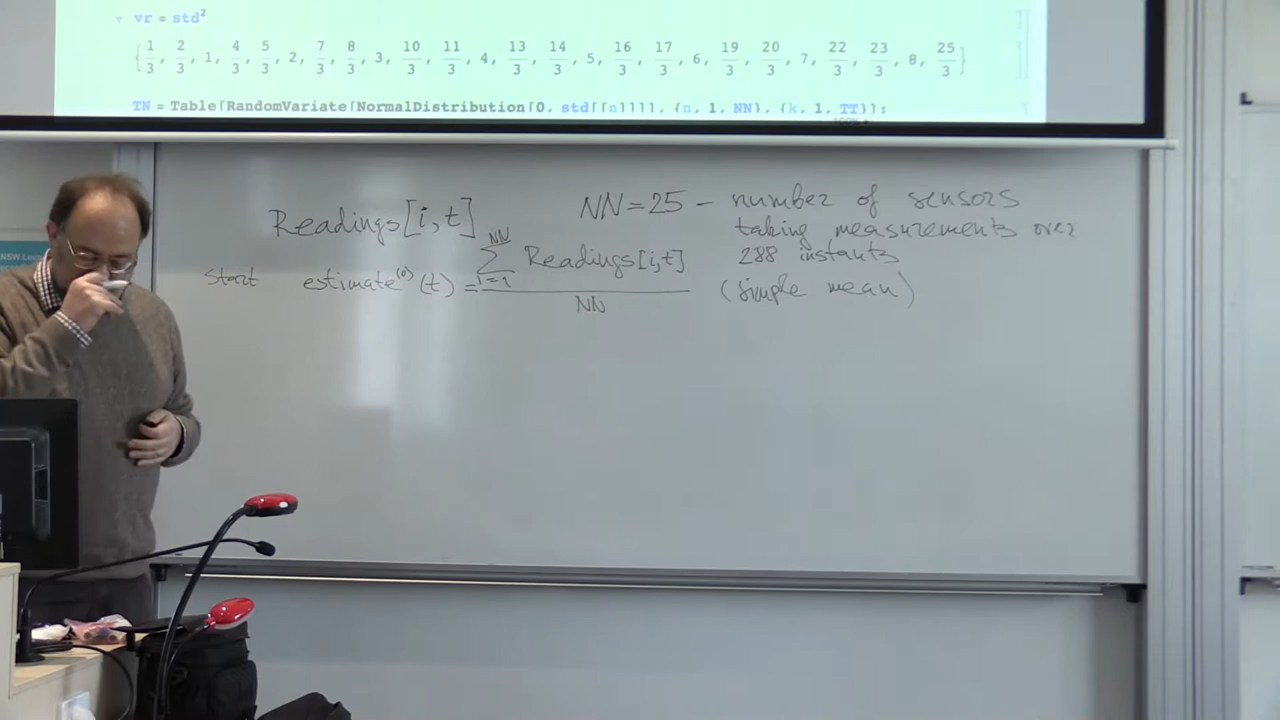 vr = std²
{1/3, 2/3, 1, 4/3, 5/3, 2, 7/3, 8/3, 3, 10/3, 11/3, 4, 13/3, 14/3, 5, 16/3, 17/3, 6, 19/3, 20/3, 7, 22/3, 23/3, 8, 25/3}
TN = Table[RandomVariate[NormalDistribution[0, std[[n]]]], {n, 1, NN}, {k, 1, TT}];
Readings[i,t]
NN=25 - number of sensors
taking measurements over
288 instants
start estimate⁽⁰⁾(t) = ∑_{i=1}^{NN} Readings[i,t] / NN (simple mean)